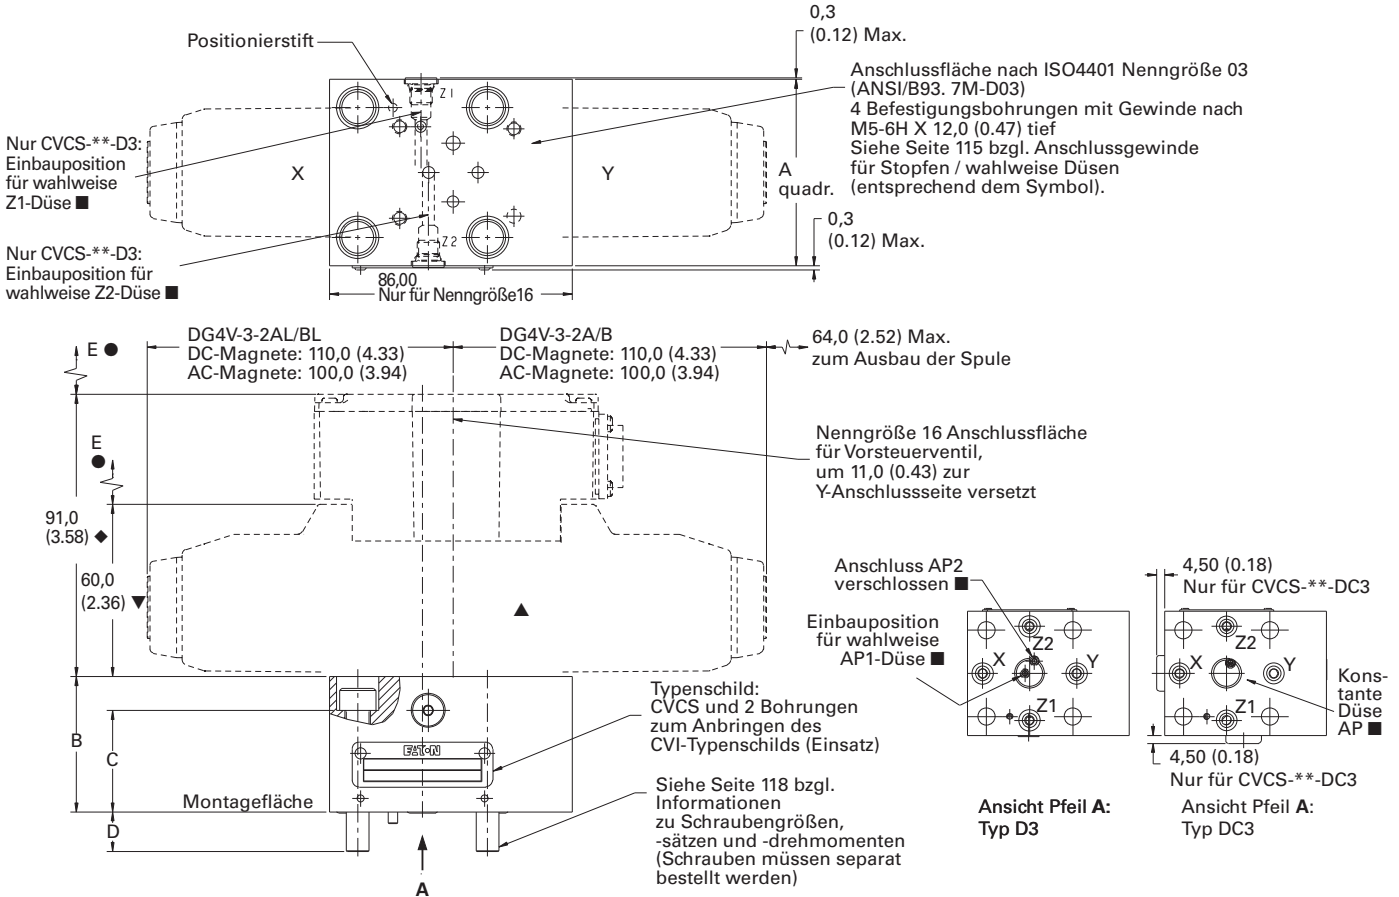 0,3
(0.12) Max.
Positionierstift
Z1
Anschlussfläche nach ISO4401 Nenngröße 03
(ANSI/B93. 7M-D03)
4 Befestigungsbohrungen mit Gewinde nach
M5-6H X 12,0 (0.47) tief
Siehe Seite 115 bzgl. Anschlussgewinde
für Stopfen / wahlweise Düsen
(entsprechend dem Symbol).
Nur CVCS-**-D3:
Einbauposition
für wahlweise
Z1-Düse ■
X
Y
A
quadr.
0,3
(0.12) Max.
Nur CVCS-**-D3:
Einbauposition für
wahlweise Z2-Düse ■
Z2
86,00
Nur für Nenngröße16
E ●
DG4V-3-2AL/BL
DC-Magnete: 110,0 (4.33)
AC-Magnete: 100,0 (3.94)
DG4V-3-2A/B
DC-Magnete: 110,0 (4.33)
AC-Magnete: 100,0 (3.94)
64,0 (2.52) Max.
zum Ausbau der Spule
E
●
Nenngröße 16 Anschlussfläche
für Vorsteuerventil,
um 11,0 (0.43) zur
Y-Anschlussseite versetzt
91,0
(3.58) ◆
60,0
(2.36) ▼
▲
Anschluss AP2
verschlossen ■
Einbauposition
für wahlweise
AP1-Düse ■
Z2
X
Y
Z1
4,50 (0.18)
Nur für CVCS-**-DC3
Z2
X
Y
Z1
Kons-
tante
Düse
AP ■
4,50 (0.18)
Nur für CVCS-**-DC3
Ansicht Pfeil A:
Typ D3
Ansicht Pfeil A:
Typ DC3
B
C
D
EATON
Typenschild:
CVCS und 2 Bohrungen
zum Anbringen des
CVI-Typenschilds (Einsatz)
Montagefläche
Siehe Seite 118 bzgl.
Informationen
zu Schraubengrößen,
-sätzen und -drehmomenten
(Schrauben müssen separat
bestellt werden)
A